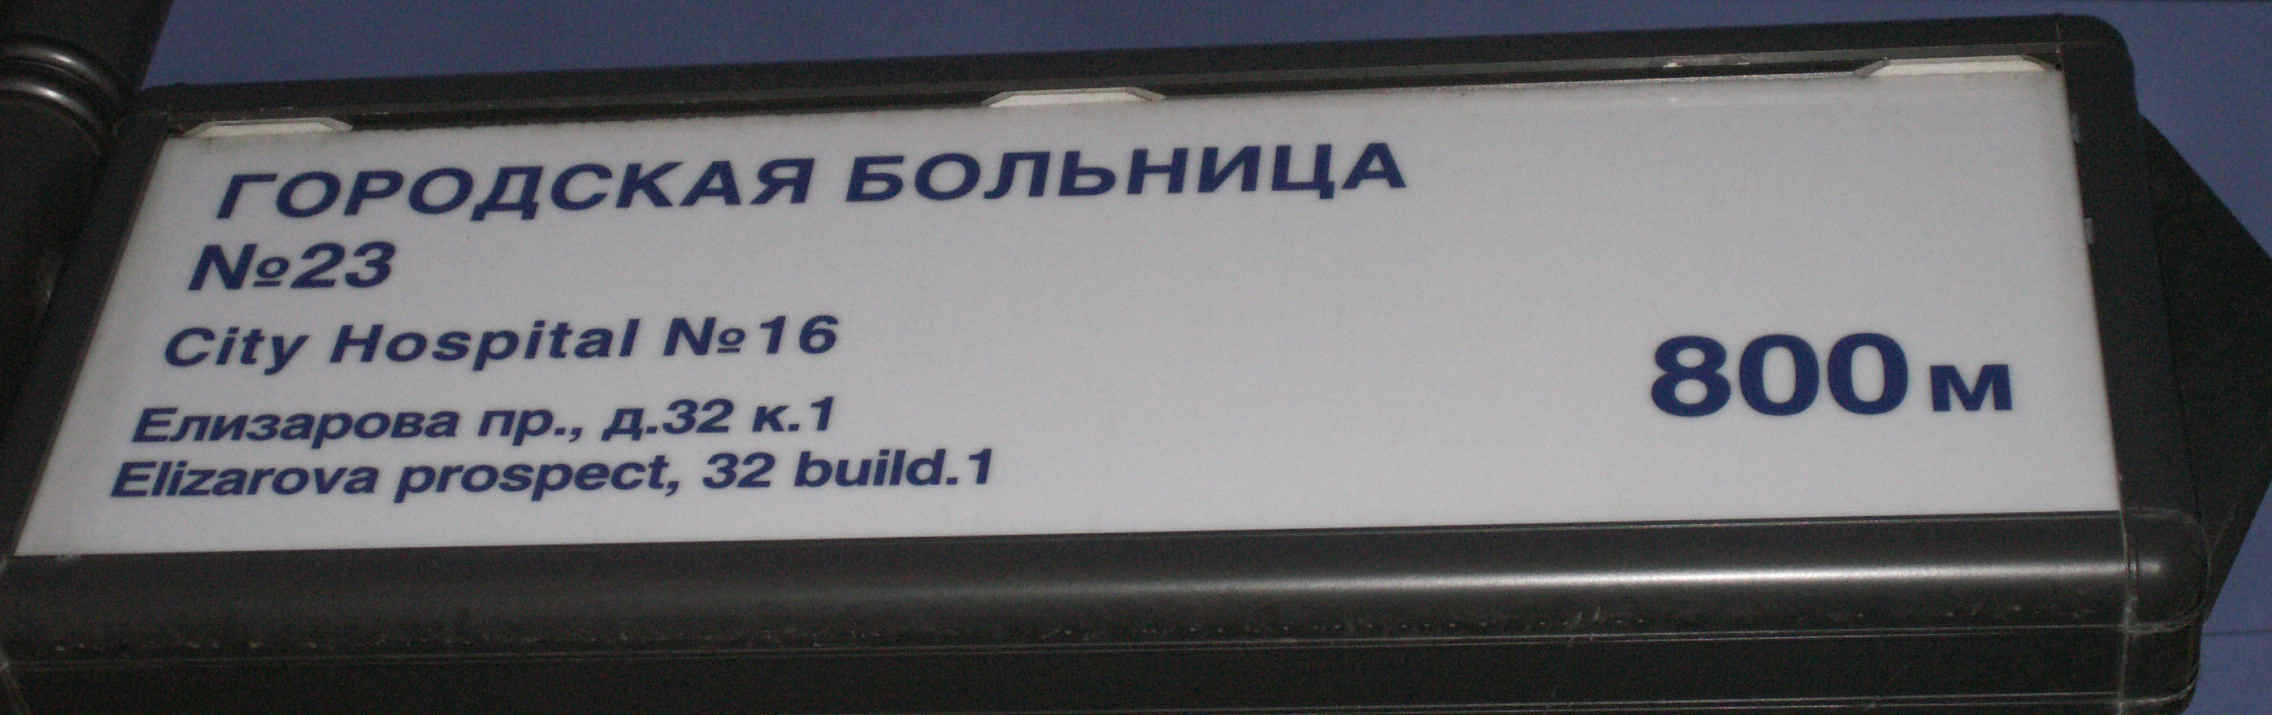 ГОРОДСКАЯ БОЛЬНИЦА
№23
City Hospital №16
Елизарова пр., д.32 к.1
Elizarova prospect, 32 build.1
800 м